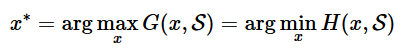 x* = arg max_x G(x, 𝒮) = arg min_x H(x, 𝒮)